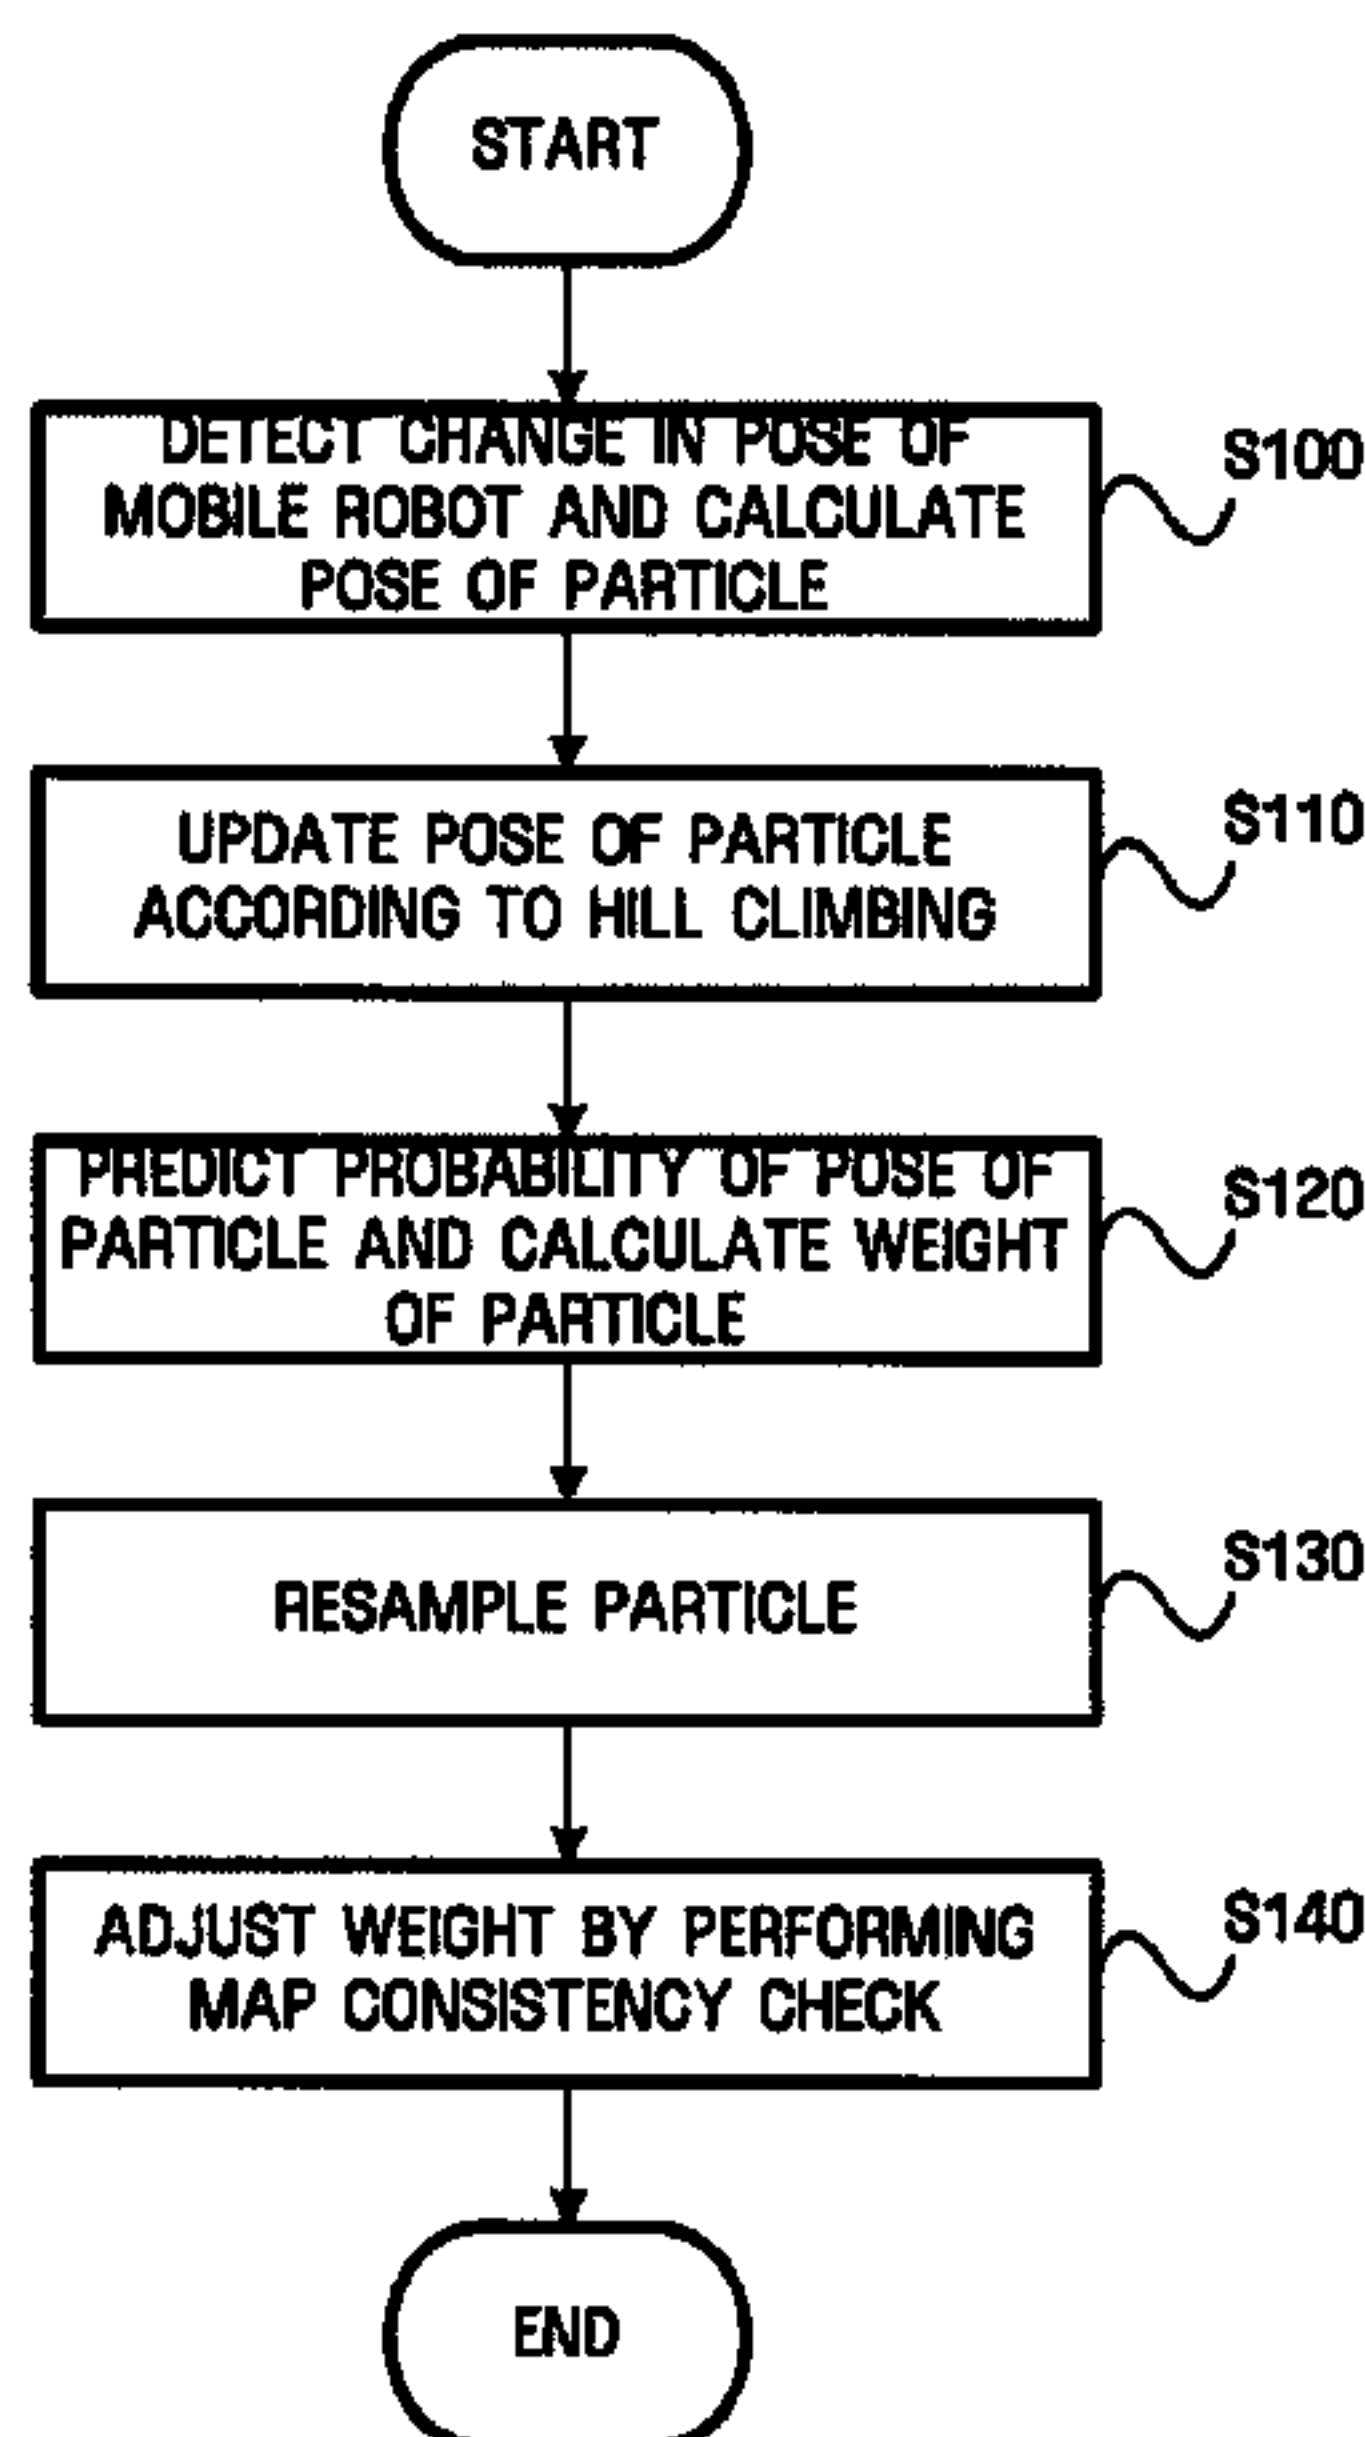 START
DETECT CHANGE IN POSE OF
MOBILE ROBOT AND CALCULATE
POSE OF PARTICLE
S100
UPDATE POSE OF PARTICLE
ACCORDING TO HILL CLIMBING
S110
PREDICT PROBABILITY OF POSE OF
PARTICLE AND CALCULATE WEIGHT
OF PARTICLE
S120
RESAMPLE PARTICLE
S130
ADJUST WEIGHT BY PERFORMING
MAP CONSISTENCY CHECK
S140
END